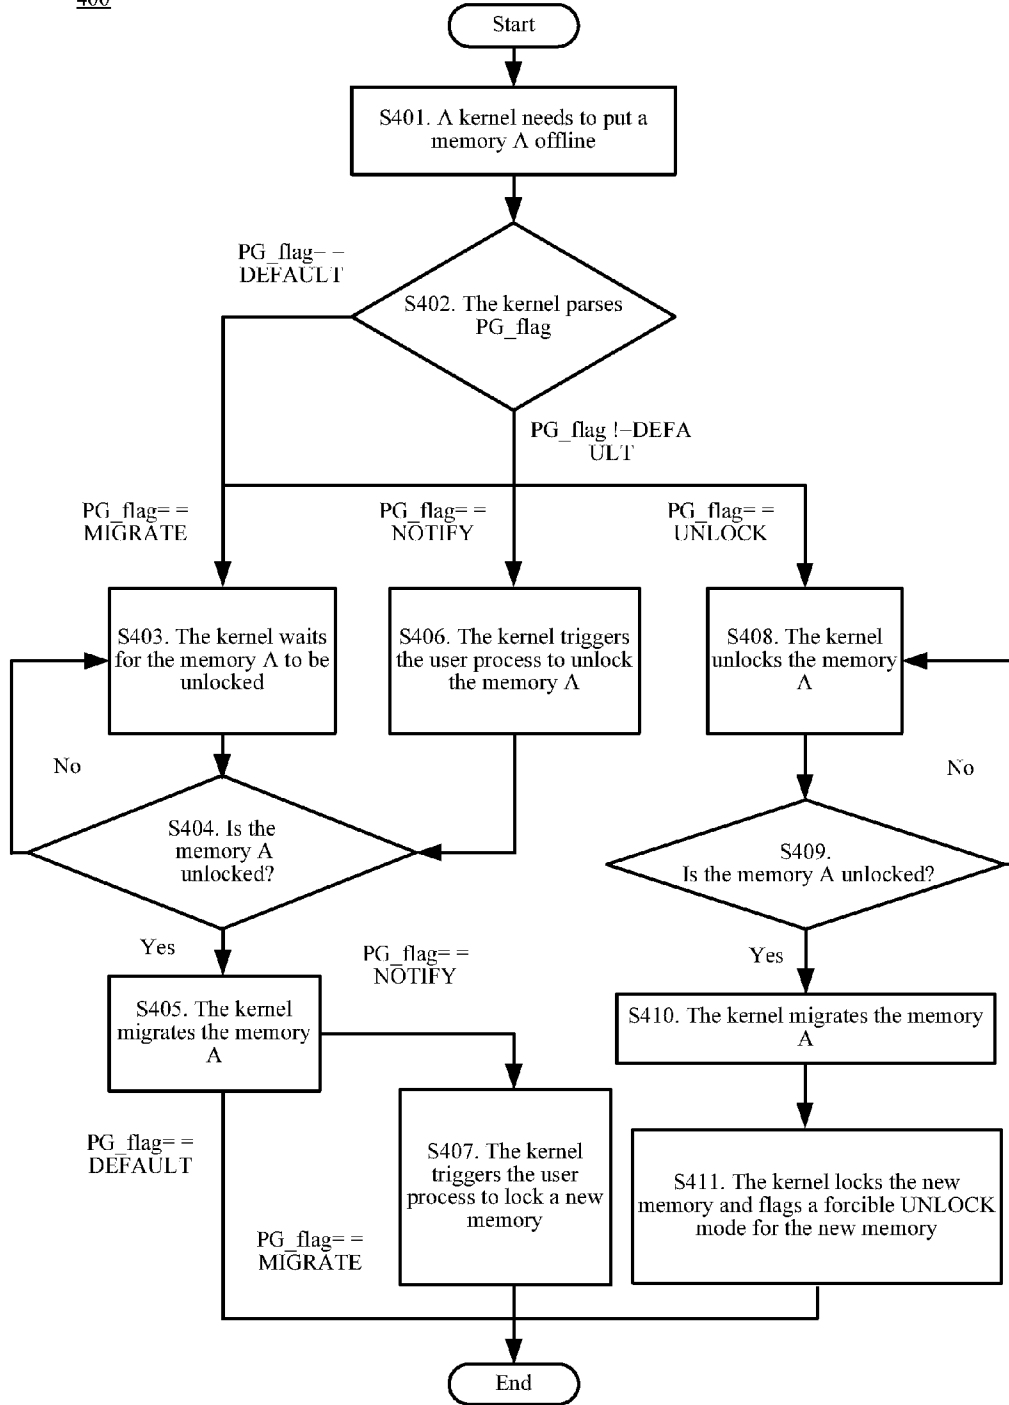 400
Start
S401. A kernel needs to put a
memory A offline
PG_flag= =
DEFAULT
S402. The kernel parses
PG_flag
PG_flag !=DEFA
ULT
PG_flag= =
MIGRATE
PG_flag= =
NOTIFY
PG_flag= =
UNLOCK
S403. The kernel waits
for the memory A to be
unlocked
S406. The kernel triggers
the user process to unlock
the memory A
S408. The kernel
unlocks the memory
A
No
No
S404. Is the
memory A
unlocked?
S409.
Is the memory A unlocked?
Yes
PG_flag= =
NOTIFY
Yes
S405. The kernel
migrates the memory
A
S410. The kernel migrates the memory
A
PG_flag= =
DEFAULT
S407. The kernel
triggers the user
process to lock a new
memory
S411. The kernel locks the new
memory and flags a forcible UNLOCK
mode for the new memory
PG_flag= =
MIGRATE
End